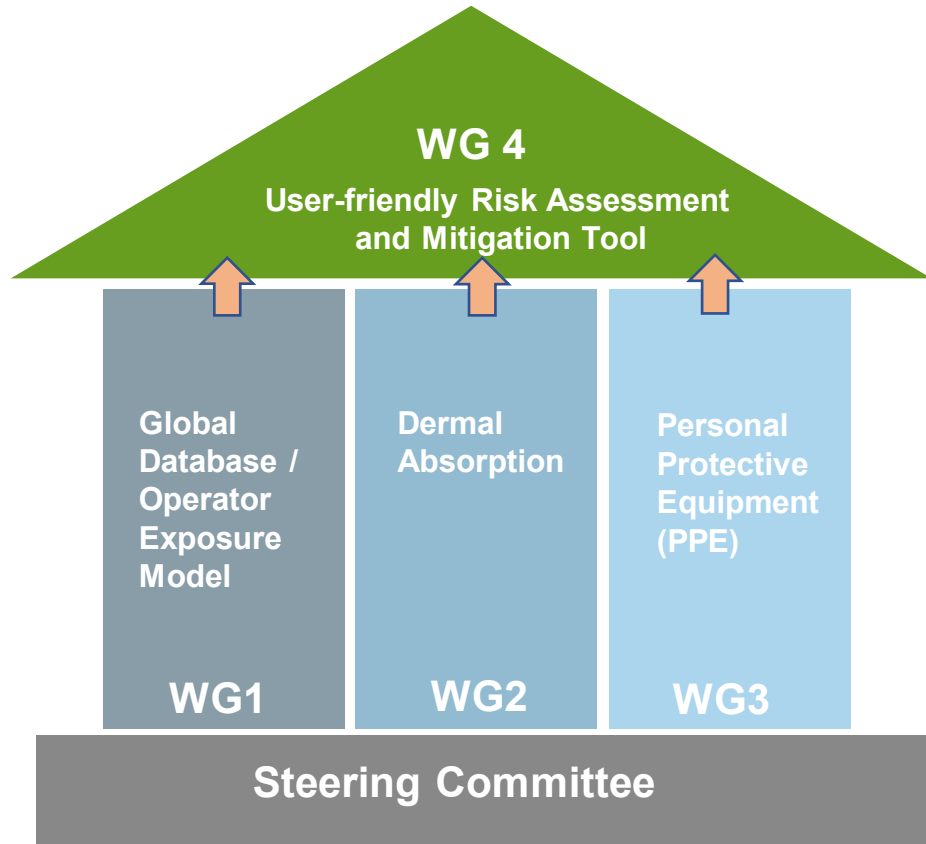 WG 4
User-friendly Risk Assessment
and Mitigation Tool
Global
Database /
Operator
Exposure
Model
WG1
Dermal
Absorption
WG2
Personal
Protective
Equipment
(PPE)
WG3
Steering Committee